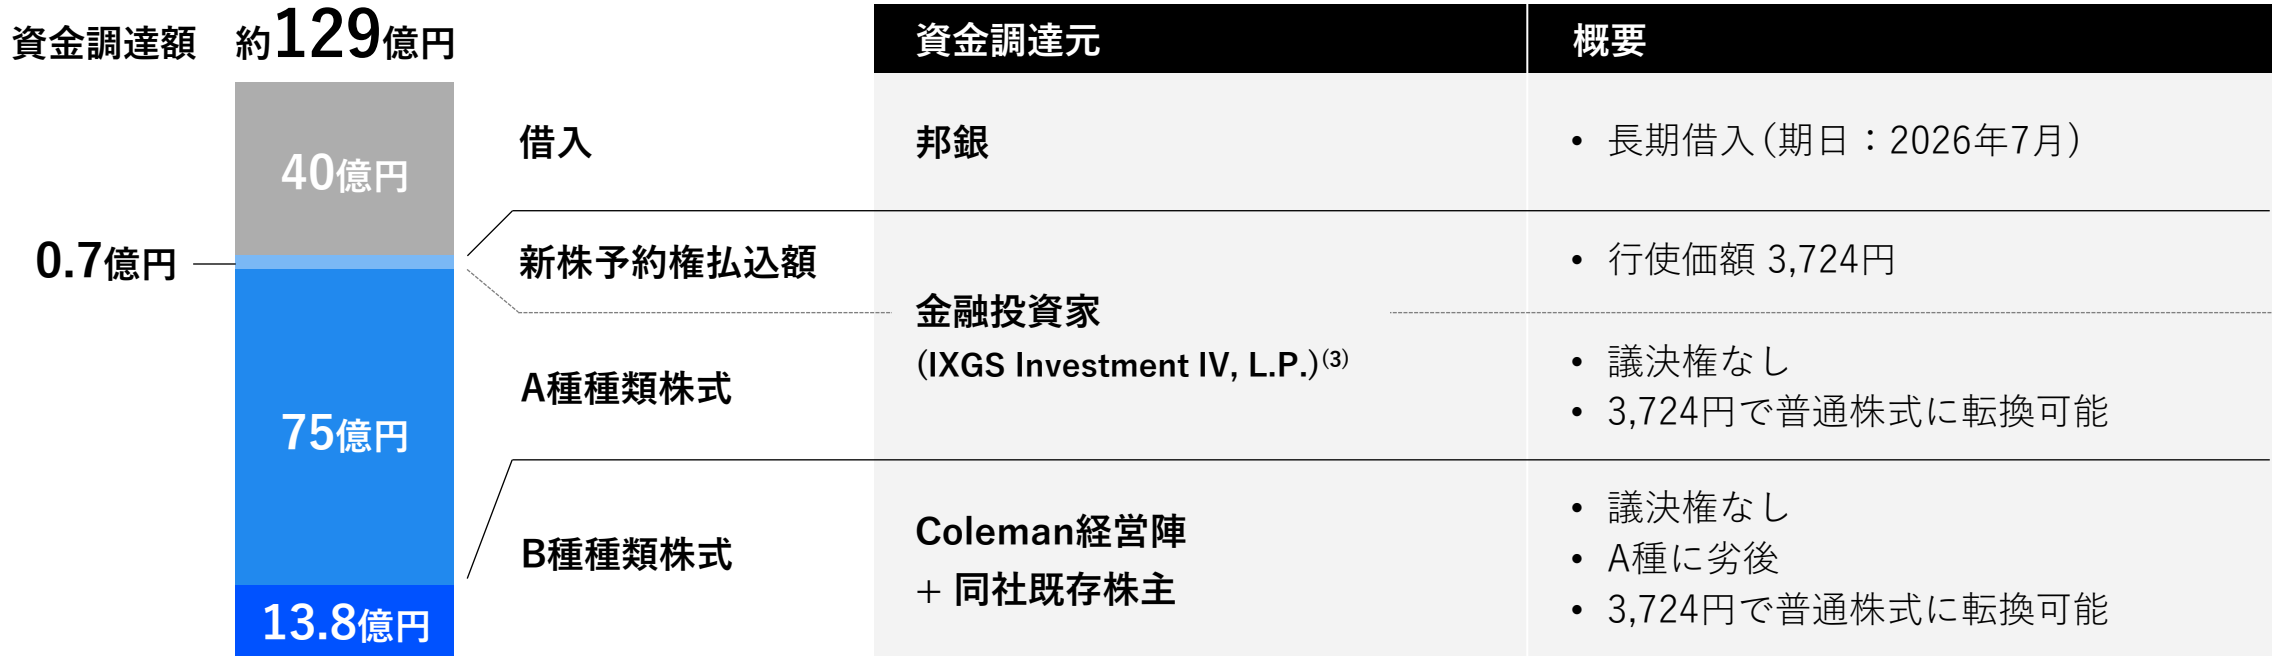 資金調達額 約129億円
資金調達元 概要
40億円
借入
邦銀
• 長期借入(期日：2026年7月)
0.7億円
新株予約権払込額
• 行使価額 3,724円
金融投資家
(IXGS Investment IV, L.P.)(3)
75億円
A種種類株式
• 議決権なし
• 3,724円で普通株式に転換可能
13.8億円
B種種類株式
Coleman経営陣
+ 同社既存株主
• 議決権なし
• A種に劣後
• 3,724円で普通株式に転換可能